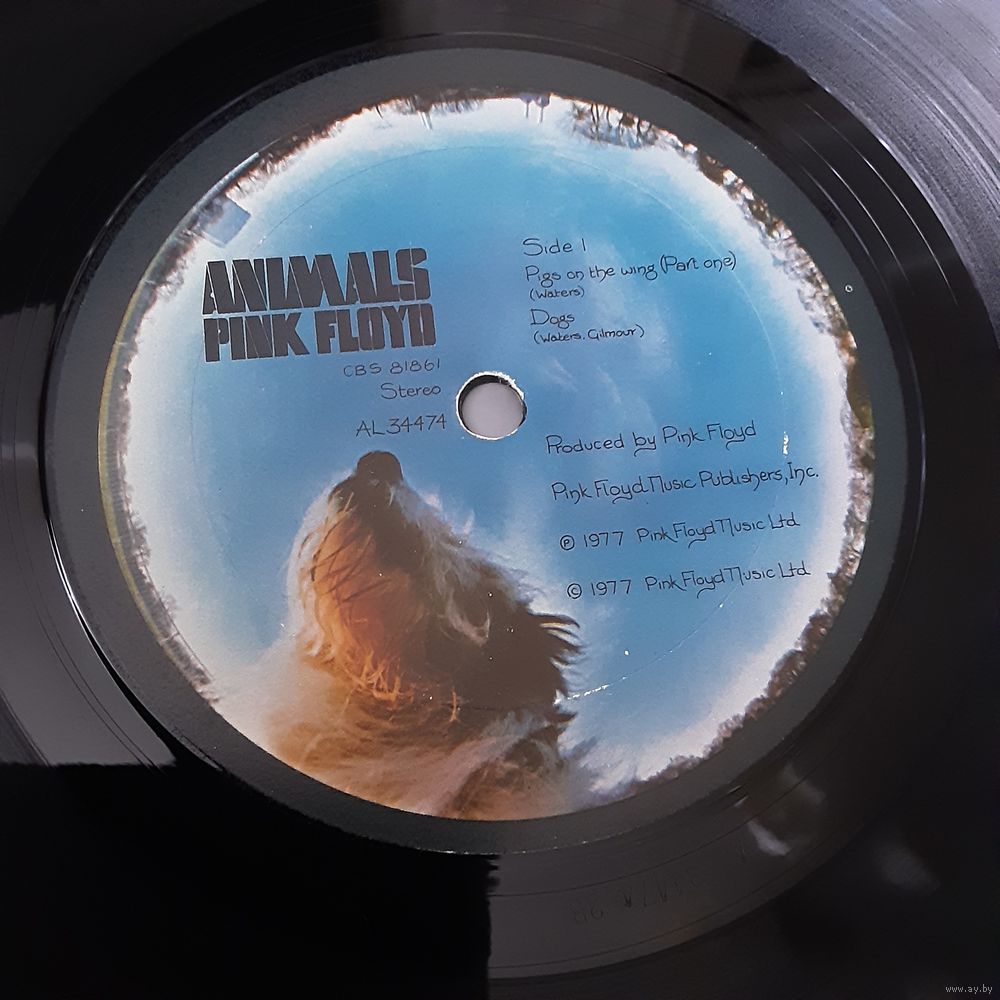 ANIMALS
PINK FLOYD
CBS 81861
Stereo
AL 34474
Side 1
Pigs on the wing (Part one)
(Waters)
Dogs
(Waters. Gilmour)
Produced by Pink Floyd
Pink Floyd Music Publishers, Inc.
℗ 1977 Pink Floyd Music Ltd
© 1977 Pink Floyd Music Ltd
www.ay.by